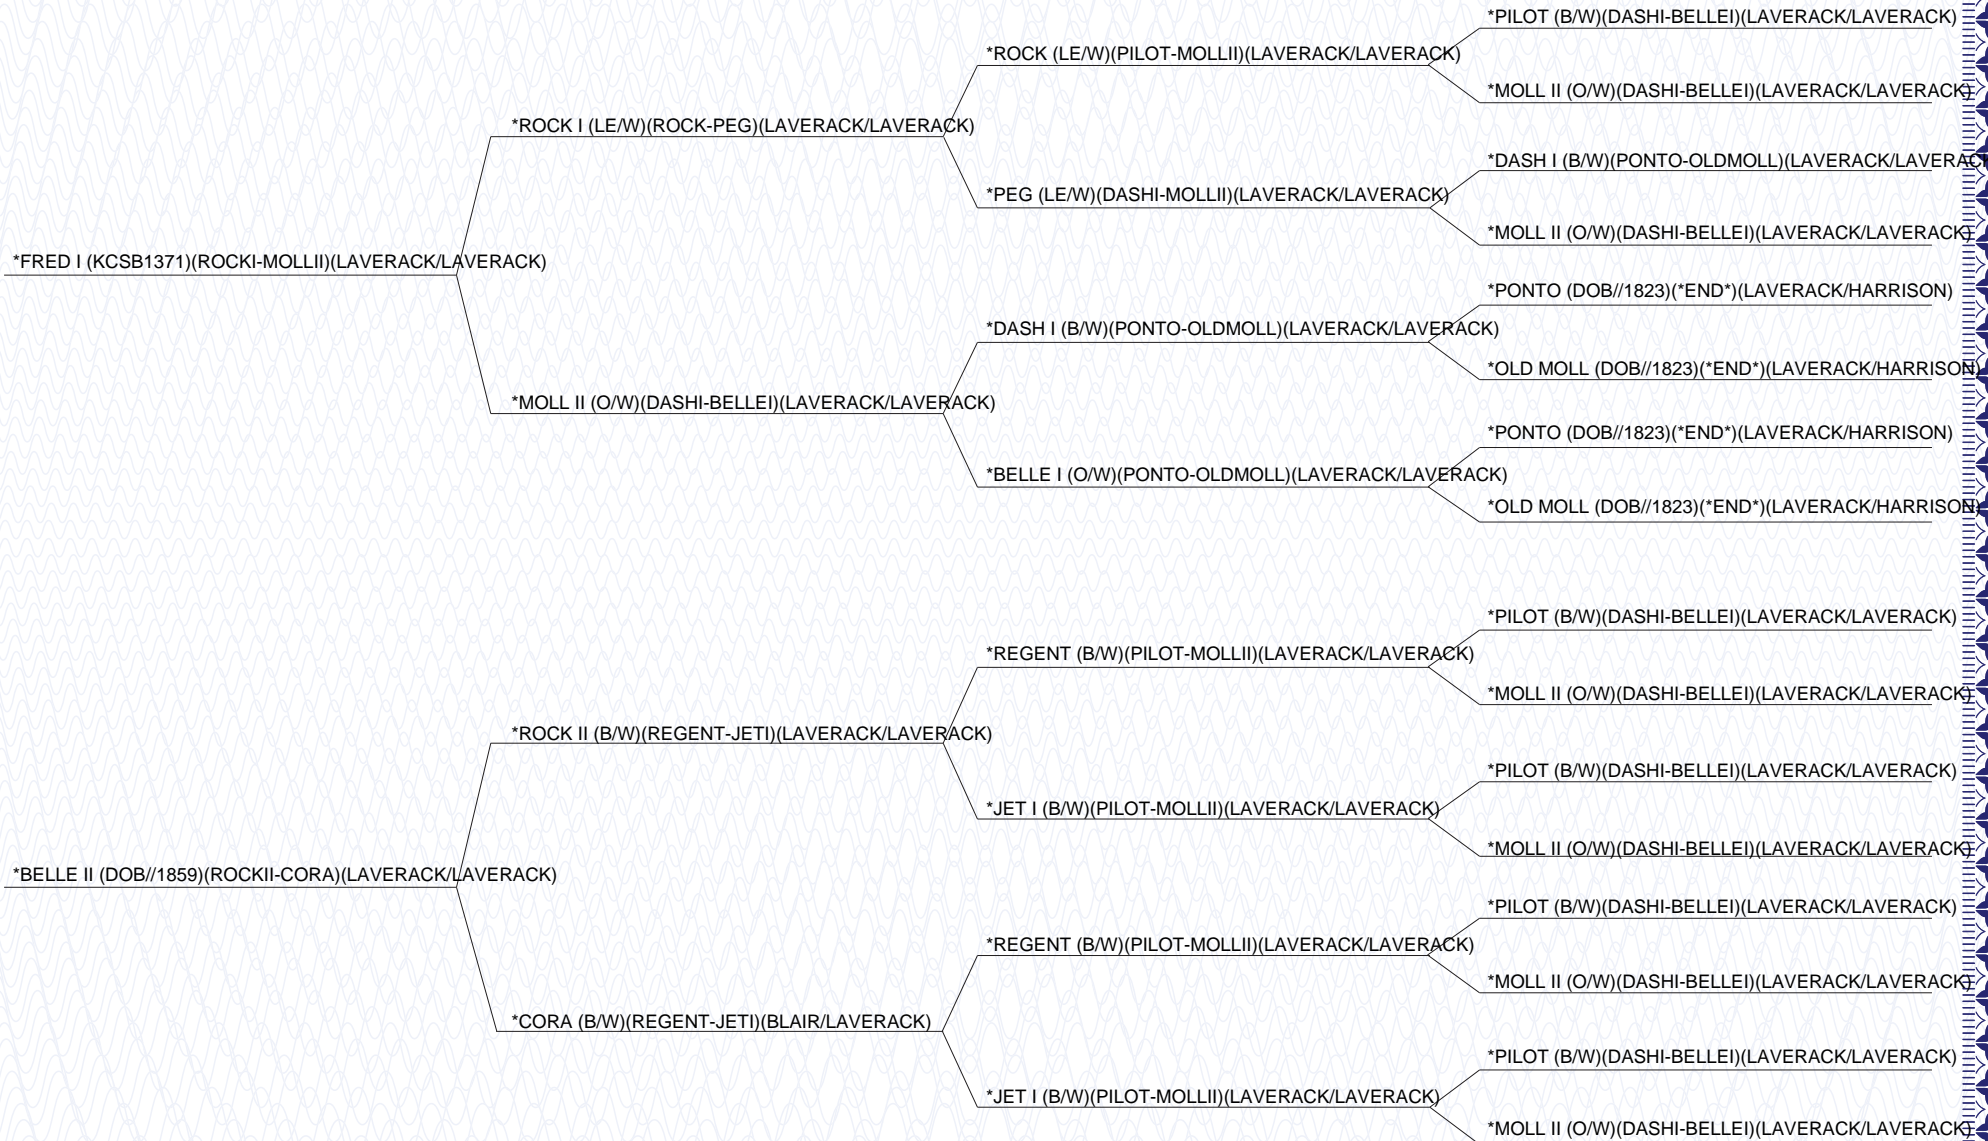 *PILOT (B/W)(DASHI-BELLEI)(LAVERACK/LAVERACK)
*ROCK (LE/W)(PILOT-MOLLII)(LAVERACK/LAVERACK)
*MOLL II (O/W)(DASHI-BELLEI)(LAVERACK/LAVERACK)
*ROCK I (LE/W)(ROCK-PEG)(LAVERACK/LAVERACK)
*DASH I (B/W)(PONTO-OLDMOLL)(LAVERACK/LAVERACK
*PEG (LE/W)(DASHI-MOLLII)(LAVERACK/LAVERACK)
*MOLL II (O/W)(DASHI-BELLEI)(LAVERACK/LAVERACK)
*FRED I (KCSB1371)(ROCKI-MOLLII)(LAVERACK/LAVERACK)
*PONTO (DOB//1823)(*END*)(LAVERACK/HARRISON)
*DASH I (B/W)(PONTO-OLDMOLL)(LAVERACK/LAVERACK)
*OLD MOLL (DOB//1823)(*END*)(LAVERACK/HARRISON)
*MOLL II (O/W)(DASHI-BELLEI)(LAVERACK/LAVERACK)
*PONTO (DOB//1823)(*END*)(LAVERACK/HARRISON)
*BELLE I (O/W)(PONTO-OLDMOLL)(LAVERACK/LAVERACK)
*OLD MOLL (DOB//1823)(*END*)(LAVERACK/HARRISON)
*PILOT (B/W)(DASHI-BELLEI)(LAVERACK/LAVERACK)
*REGENT (B/W)(PILOT-MOLLII)(LAVERACK/LAVERACK)
*MOLL II (O/W)(DASHI-BELLEI)(LAVERACK/LAVERACK)
*ROCK II (B/W)(REGENT-JETI)(LAVERACK/LAVERACK)
*PILOT (B/W)(DASHI-BELLEI)(LAVERACK/LAVERACK)
*JET I (B/W)(PILOT-MOLLII)(LAVERACK/LAVERACK)
*MOLL II (O/W)(DASHI-BELLEI)(LAVERACK/LAVERACK)
*BELLE II (DOB//1859)(ROCKII-CORA)(LAVERACK/LAVERACK)
*PILOT (B/W)(DASHI-BELLEI)(LAVERACK/LAVERACK)
*REGENT (B/W)(PILOT-MOLLII)(LAVERACK/LAVERACK)
*MOLL II (O/W)(DASHI-BELLEI)(LAVERACK/LAVERACK)
*CORA (B/W)(REGENT-JETI)(BLAIR/LAVERACK)
*PILOT (B/W)(DASHI-BELLEI)(LAVERACK/LAVERACK)
*JET I (B/W)(PILOT-MOLLII)(LAVERACK/LAVERACK)
*MOLL II (O/W)(DASHI-BELLEI)(LAVERACK/LAVERACK)